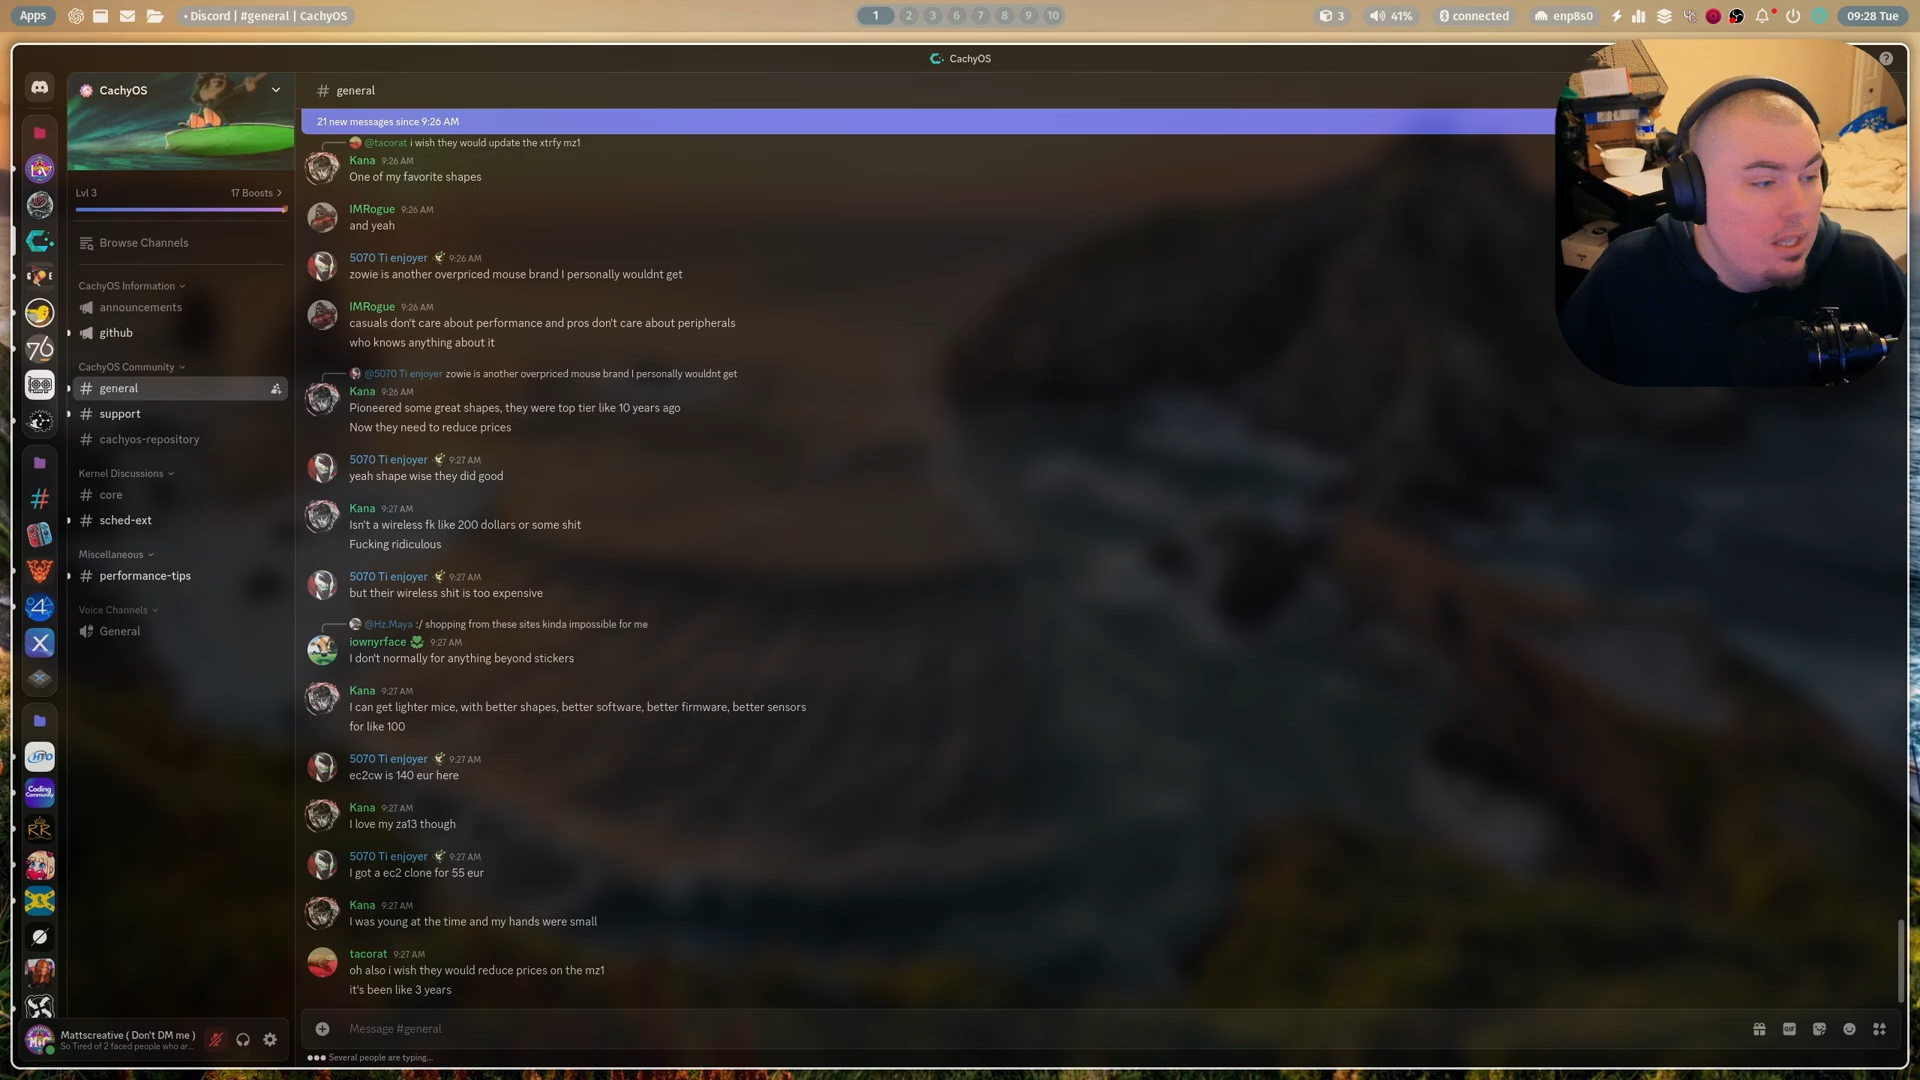 Apps
• Discord | #general | CachyOS
1 2 3 6 7 8 9 10
3
41%
connected
enp8s0
09:28 Tue
CachyOS
CachyOS
Lvl 3
17 Boosts
Browse Channels
CachyOS Information
announcements
github
CachyOS Community
general
support
cachyos-repository
Kernel Discussions
core
sched-ext
Miscellaneous
performance-tips
Voice Channels
General
76
HTO
Coding
Community
RR
Mattscreative ( Don't DM me )
So Tired of 2 faced people who ar...
# general
21 new messages since 9:26 AM
@tacorat i wish they would update the xtrfy mz1
Kana 9:26 AM
One of my favorite shapes
IMRogue 9:26 AM
and yeah
5070 Ti enjoyer 9:26 AM
zowie is another overpriced mouse brand I personally wouldnt get
IMRogue 9:26 AM
casuals don't care about performance and pros don't care about peripherals
who knows anything about it
@5070 Ti enjoyer zowie is another overpriced mouse brand I personally wouldnt get
Kana 9:26 AM
Pioneered some great shapes, they were top tier like 10 years ago
Now they need to reduce prices
5070 Ti enjoyer 9:27 AM
yeah shape wise they did good
Kana 9:27 AM
Isn't a wireless fk like 200 dollars or some shit
Fucking ridiculous
5070 Ti enjoyer 9:27 AM
but their wireless shit is too expensive
@Hz.Maya :/ shopping from these sites kinda impossible for me
iownyrface 9:27 AM
I don't normally for anything beyond stickers
Kana 9:27 AM
I can get lighter mice, with better shapes, better software, better firmware, better sensors
for like 100
5070 Ti enjoyer 9:27 AM
ec2cw is 140 eur here
Kana 9:27 AM
I love my za13 though
5070 Ti enjoyer 9:27 AM
I got a ec2 clone for 55 eur
Kana 9:27 AM
I was young at the time and my hands were small
tacorat 9:27 AM
oh also i wish they would reduce prices on the mz1
it's been like 3 years
Message #general
GIF
Several people are typing...